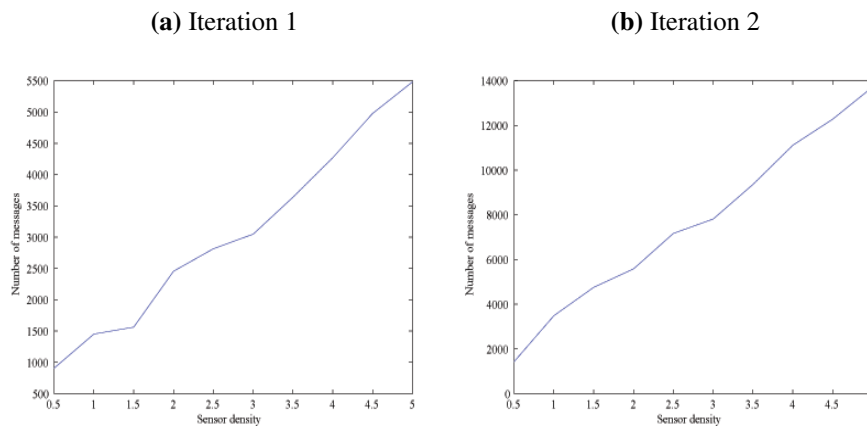 (a) Iteration 1
(b) Iteration 2
5500
5000
4500
4000
3500
3000
2500
2000
1500
1000
500
Number of messages
0.5 1 1.5 2 2.5 3 3.5 4 4.5 5
Sensor density
14000
12000
10000
8000
6000
4000
2000
0
Number of messages
0.5 1 1.5 2 2.5 3 3.5 4 4.5
Sensor density